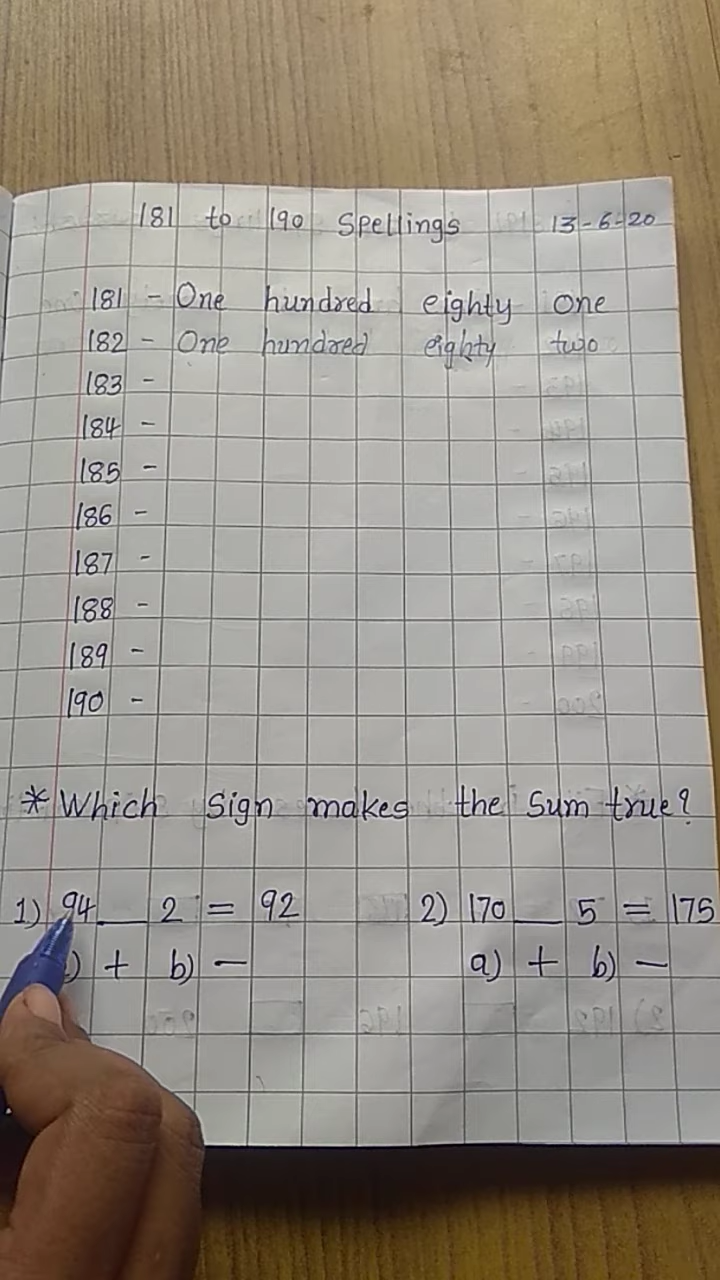 181 to 190 Spellings 13-6-20
181 - One hundred eighty one
182 - One hundred eighty two
183 -
184 -
185 -
186 -
187 -
188 -
189 -
190 -
* Which Sign makes the Sum true?
1) 94 __ 2 = 92 2) 170 __ 5 = 175
) + b) - a) + b) -